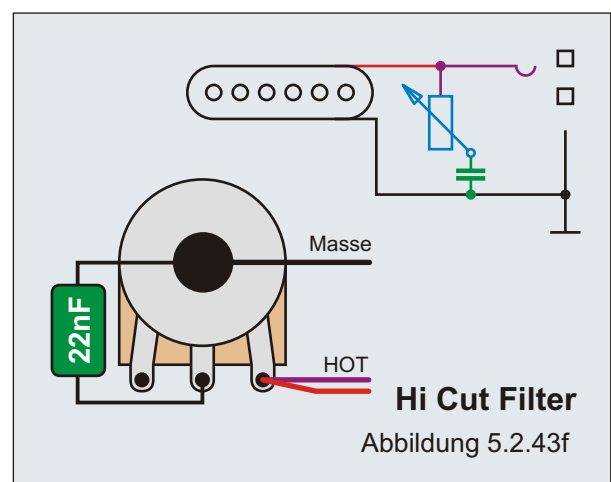 Masse
22nF
HOT
Hi Cut Filter
Abbildung 5.2.43f